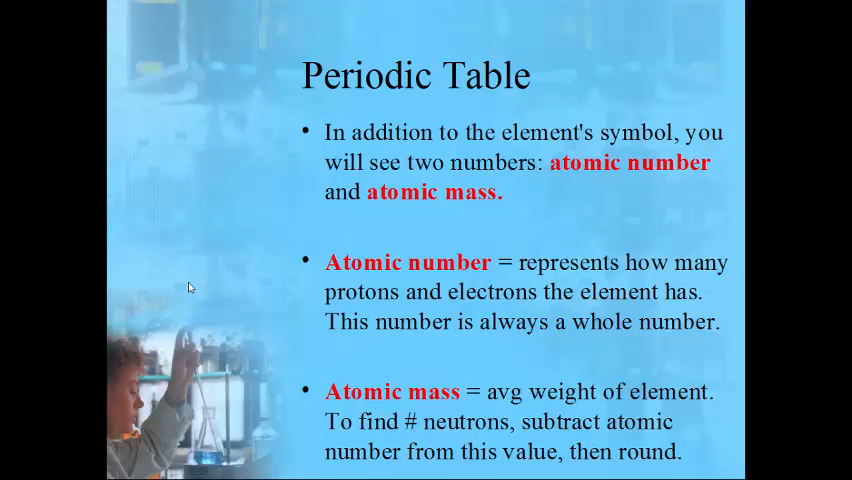 Periodic Table
• In addition to the element's symbol, you
will see two numbers: atomic number
and atomic mass.
• Atomic number = represents how many
protons and electrons the element has.
This number is always a whole number.
• Atomic mass = avg weight of element.
To find # neutrons, subtract atomic
number from this value, then round.